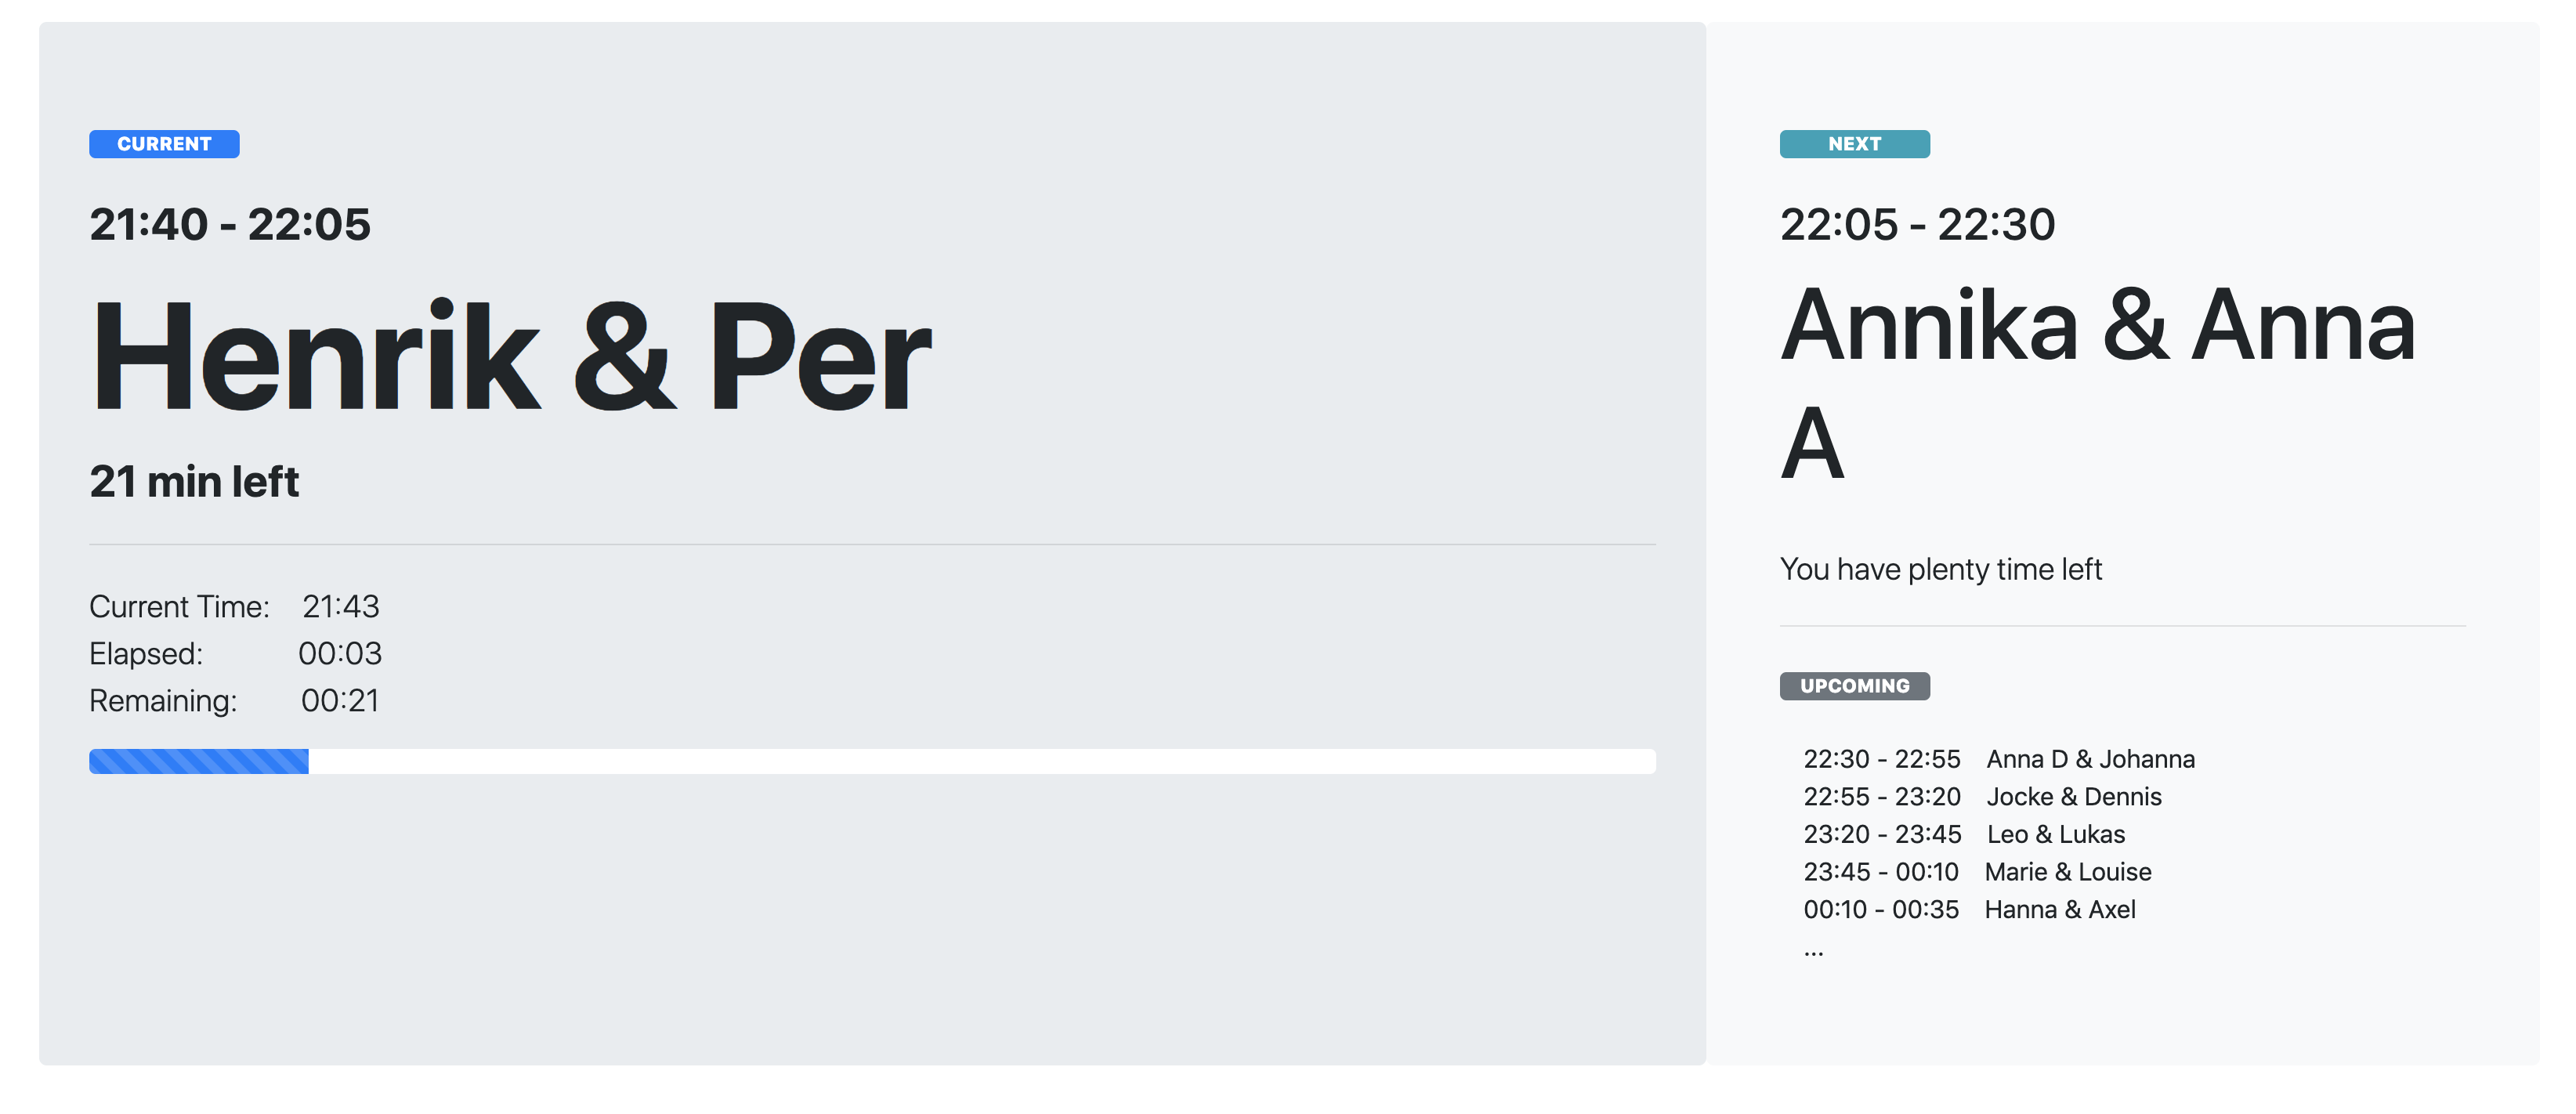 CURRENT
21:40 - 22:05
Henrik & Per
21 min left
Current Time: 21:43
Elapsed: 00:03
Remaining: 00:21
NEXT
22:05 - 22:30
Annika & Anna
A
You have plenty time left
UPCOMING
22:30 - 22:55 Anna D & Johanna
22:55 - 23:20 Jocke & Dennis
23:20 - 23:45 Leo & Lukas
23:45 - 00:10 Marie & Louise
00:10 - 00:35 Hanna & Axel
...